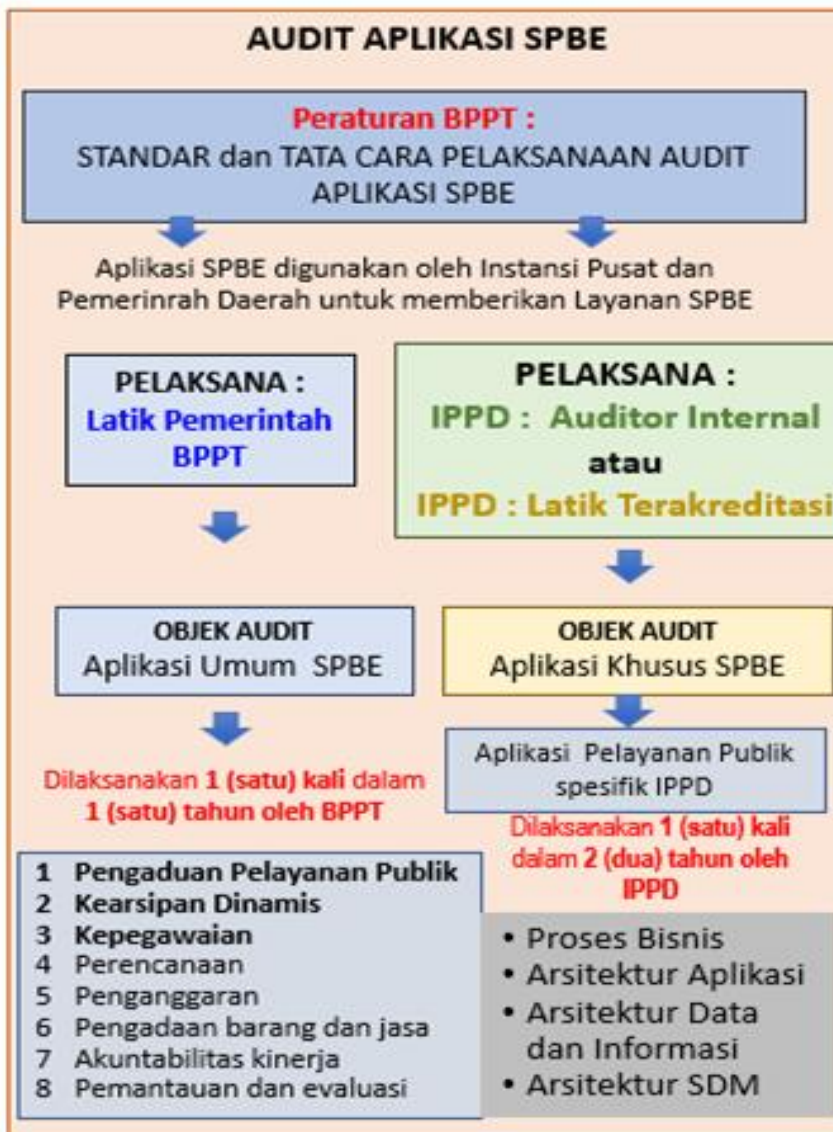 AUDIT APLIKASI SPBE
Peraturan BPPT :
STANDAR dan TATA CARA PELAKSANAAN AUDIT
APLIKASI SPBE
Aplikasi SPBE digunakan oleh Instansi Pusat dan
Pemerinrah Daerah untuk memberikan Layanan SPBE
PELAKSANA :
Latik Pemerintah
BPPT
OBJEK AUDIT
Aplikasi Umum SPBE
Dilaksanakan 1 (satu) kali dalam
1 (satu) tahun oleh BPPT
1 Pengaduan Pelayanan Publik
2 Kearsipan Dinamis
3 Kepegawaian
4 Perencanaan
5 Penganggaran
6 Pengadaan barang dan jasa
7 Akuntabilitas kinerja
8 Pemantauan dan evaluasi
PELAKSANA :
IPPD : Auditor Internal
atau
IPPD : Latik Terakreditasi
OBJEK AUDIT
Aplikasi Khusus SPBE
Aplikasi Pelayanan Publik
spesifik IPPD
Dilaksanakan 1 (satu) kali
dalam 2 (dua) tahun oleh
IPPD
• Proses Bisnis
• Arsitektur Aplikasi
• Arsitektur Data
dan Informasi
• Arsitektur SDM